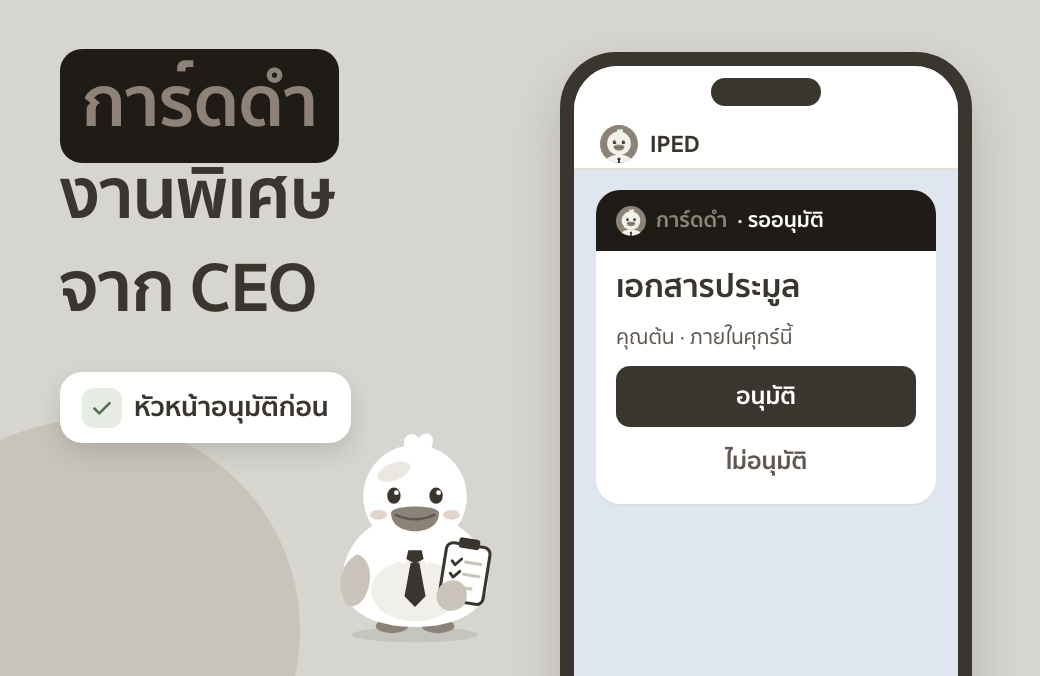 การ์ดดำ
งานพิเศษ
จาก CEO
หัวหน้าอนุมัติก่อน
IPED
การ์ดดำ · รออนุมัติ
เอกสารประมูล
คุณต้น · ภายในศุกร์นี้
อนุมัติ
ไม่อนุมัติ